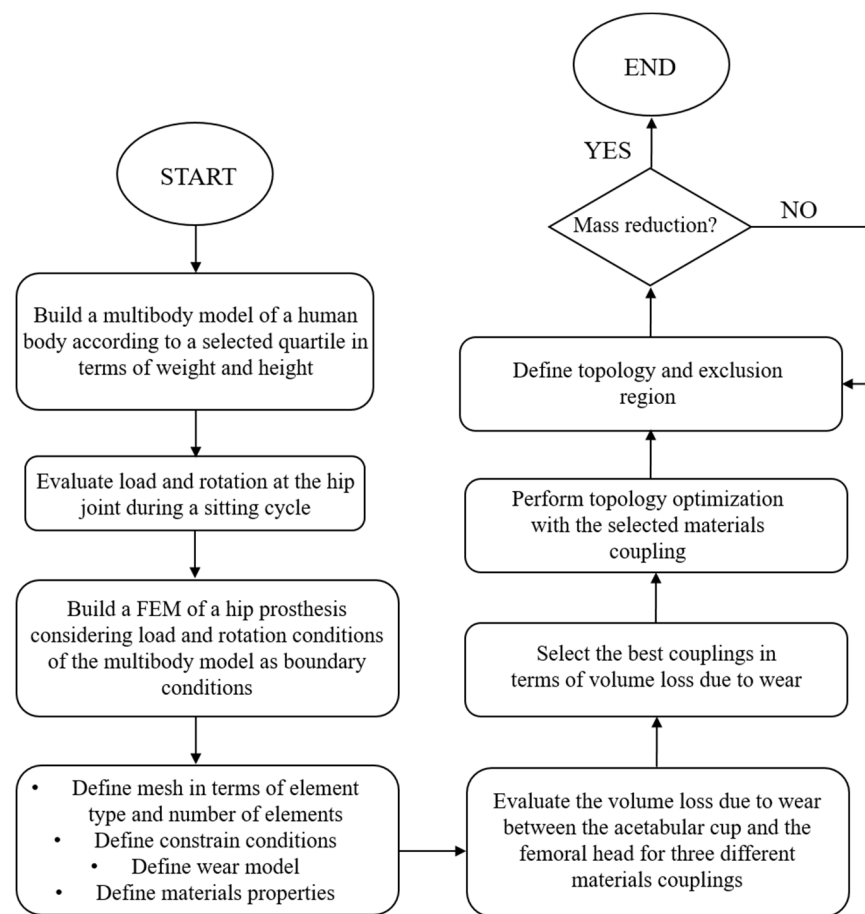 START
Build a multibody model of a human
body according to a selected quartile in
terms of weight and height
Evaluate load and rotation at the hip
joint during a sitting cycle
Build a FEM of a hip prosthesis
considering load and rotation conditions
of the multibody model as boundary
conditions
• Define mesh in terms of element
type and number of elements
• Define constrain conditions
• Define wear model
• Define materials properties
Evaluate the volume loss due to wear
between the acetabular cup and the
femoral head for three different
materials couplings
Select the best couplings in
terms of volume loss due to wear
Perform topology optimization
with the selected materials
coupling
Define topology and exclusion
region
Mass reduction?
NO
YES
END